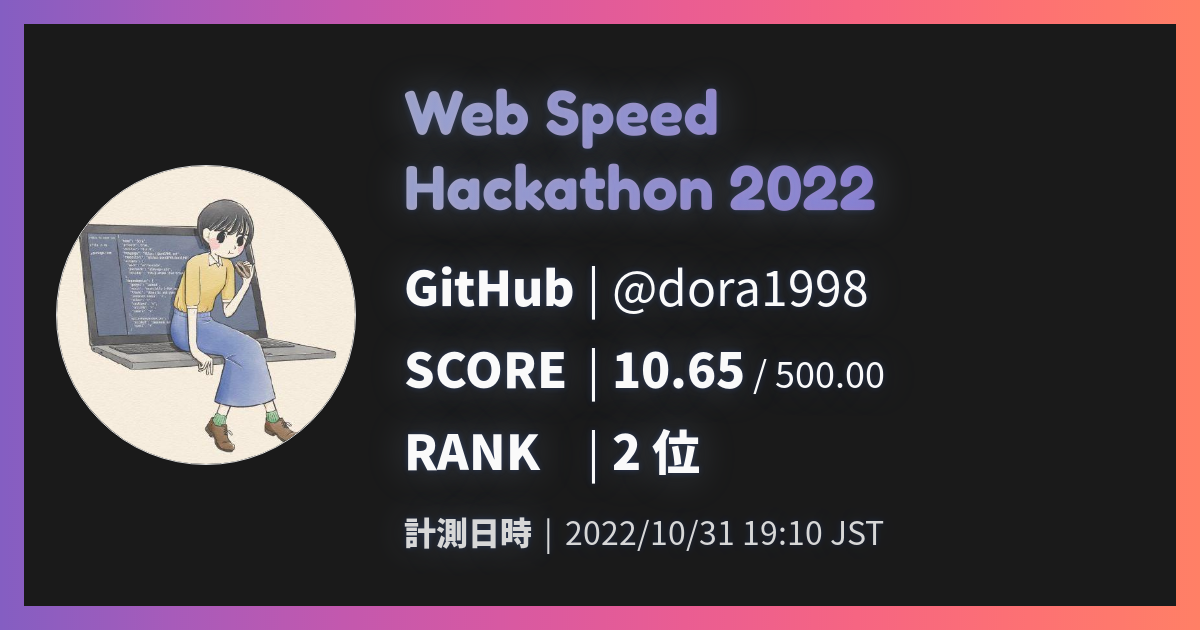 Web Speed
Hackathon 2022
GitHub | @dora1998
SCORE | 10.65 / 500.00
RANK | 2 位
計測日時 | 2022/10/31 19:10 JST